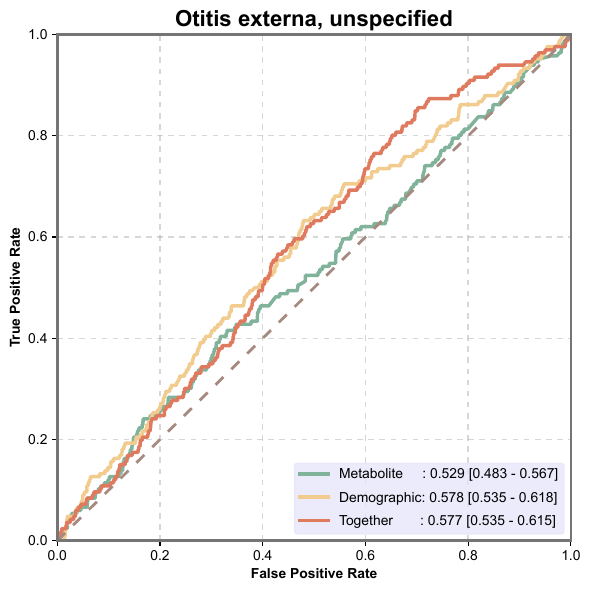 Otitis externa, unspecified
True Positive Rate
1.0
0.8
0.6
0.4
0.2
0.0
Metabolite : 0.529 [0.483 - 0.567]
Demographic: 0.578 [0.535 - 0.618]
Together : 0.577 [0.535 - 0.615]
0.0 0.2 0.4 0.6 0.8 1.0
False Positive Rate